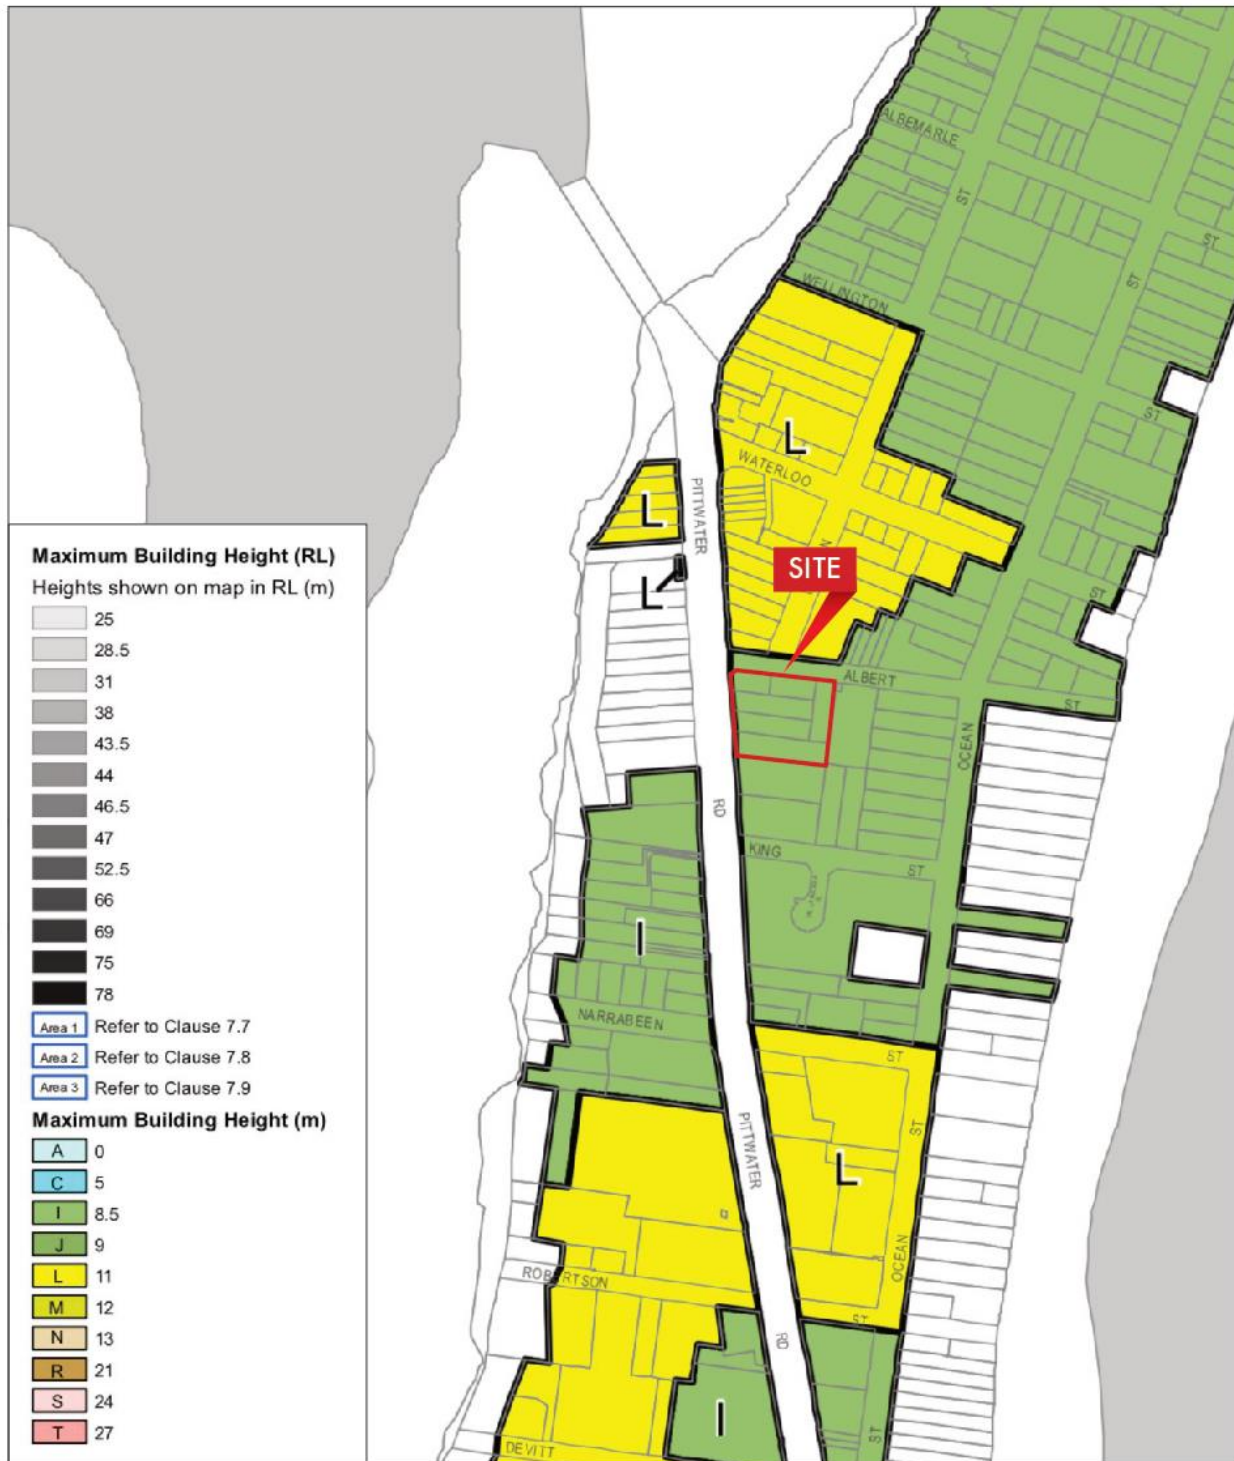 ALBEMARLE
ST
ST
ST
WELLINGTON
ST
L
WATERLOO
PITTWATER
L
SITE
L
ST
ALBERT
ST
OCEAN
RD
KING
ST
I
NARRABEEN
ST
PITTWATER
ST
L
OCEAN
ROBERTSON
ST
RD
I
ST
DEVITT
Maximum Building Height (RL)
Heights shown on map in RL (m)
25
28.5
31
38
43.5
44
46.5
47
52.5
66
69
75
78
Area 1 Refer to Clause 7.7
Area 2 Refer to Clause 7.8
Area 3 Refer to Clause 7.9
Maximum Building Height (m)
A 0
C 5
I 8.5
J 9
L 11
M 12
N 13
R 21
S 24
T 27